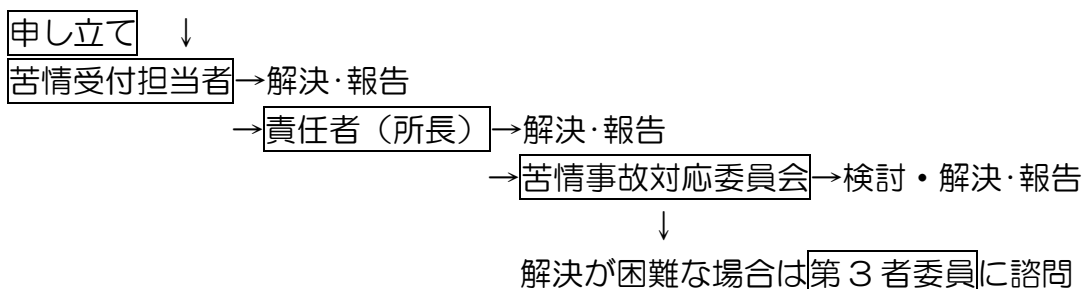 申し立て ↓
苦情受付担当者→解決･報告
→責任者（所長）→解決･報告
→苦情事故対応委員会→検討・解決･報告
↓
解決が困難な場合は第３者委員に諮問